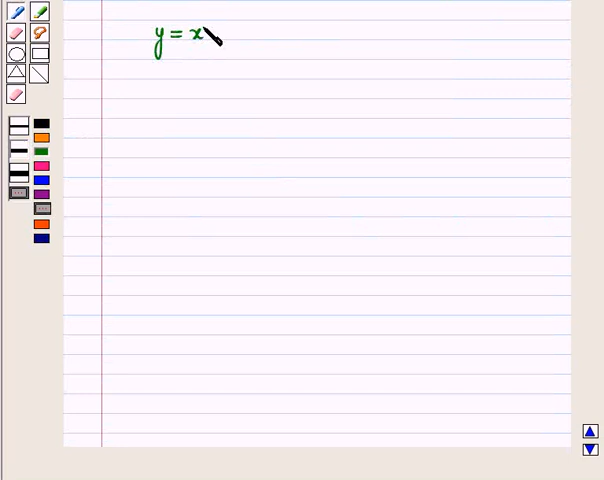 y = x